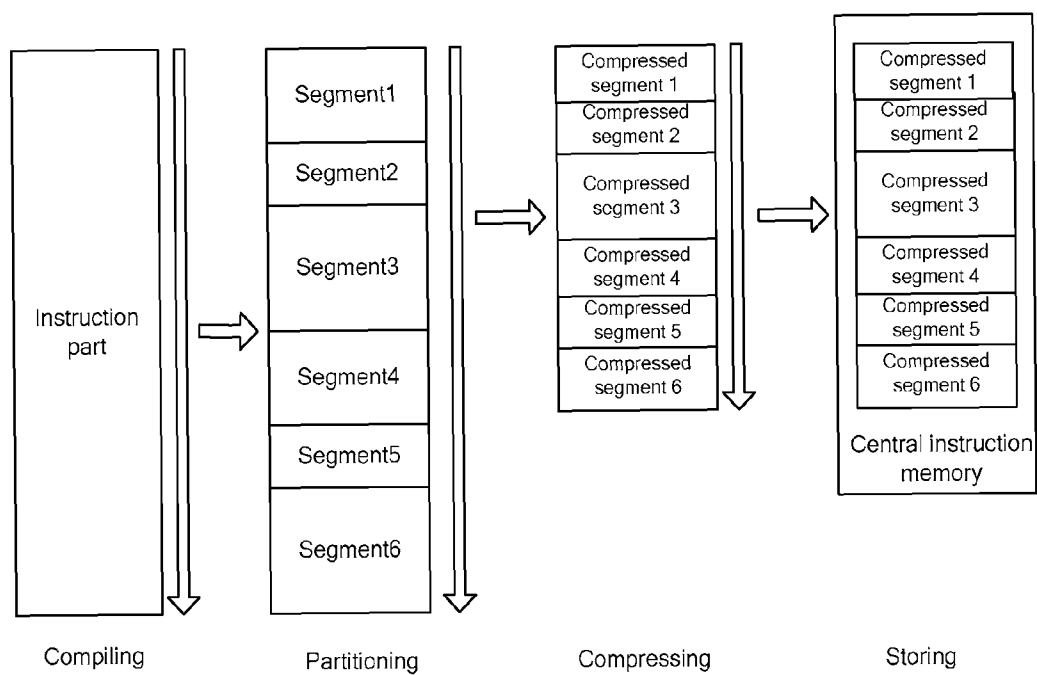 Instruction
part
Segment1
Segment2
Segment3
Segment4
Segment5
Segment6
Compressed
segment 1
Compressed
segment 2
Compressed
segment 3
Compressed
segment 4
Compressed
segment 5
Compressed
segment 6
Compressed
segment 1
Compressed
segment 2
Compressed
segment 3
Compressed
segment 4
Compressed
segment 5
Compressed
segment 6
Central instruction
memory
Compiling
Partitioning
Compressing
Storing